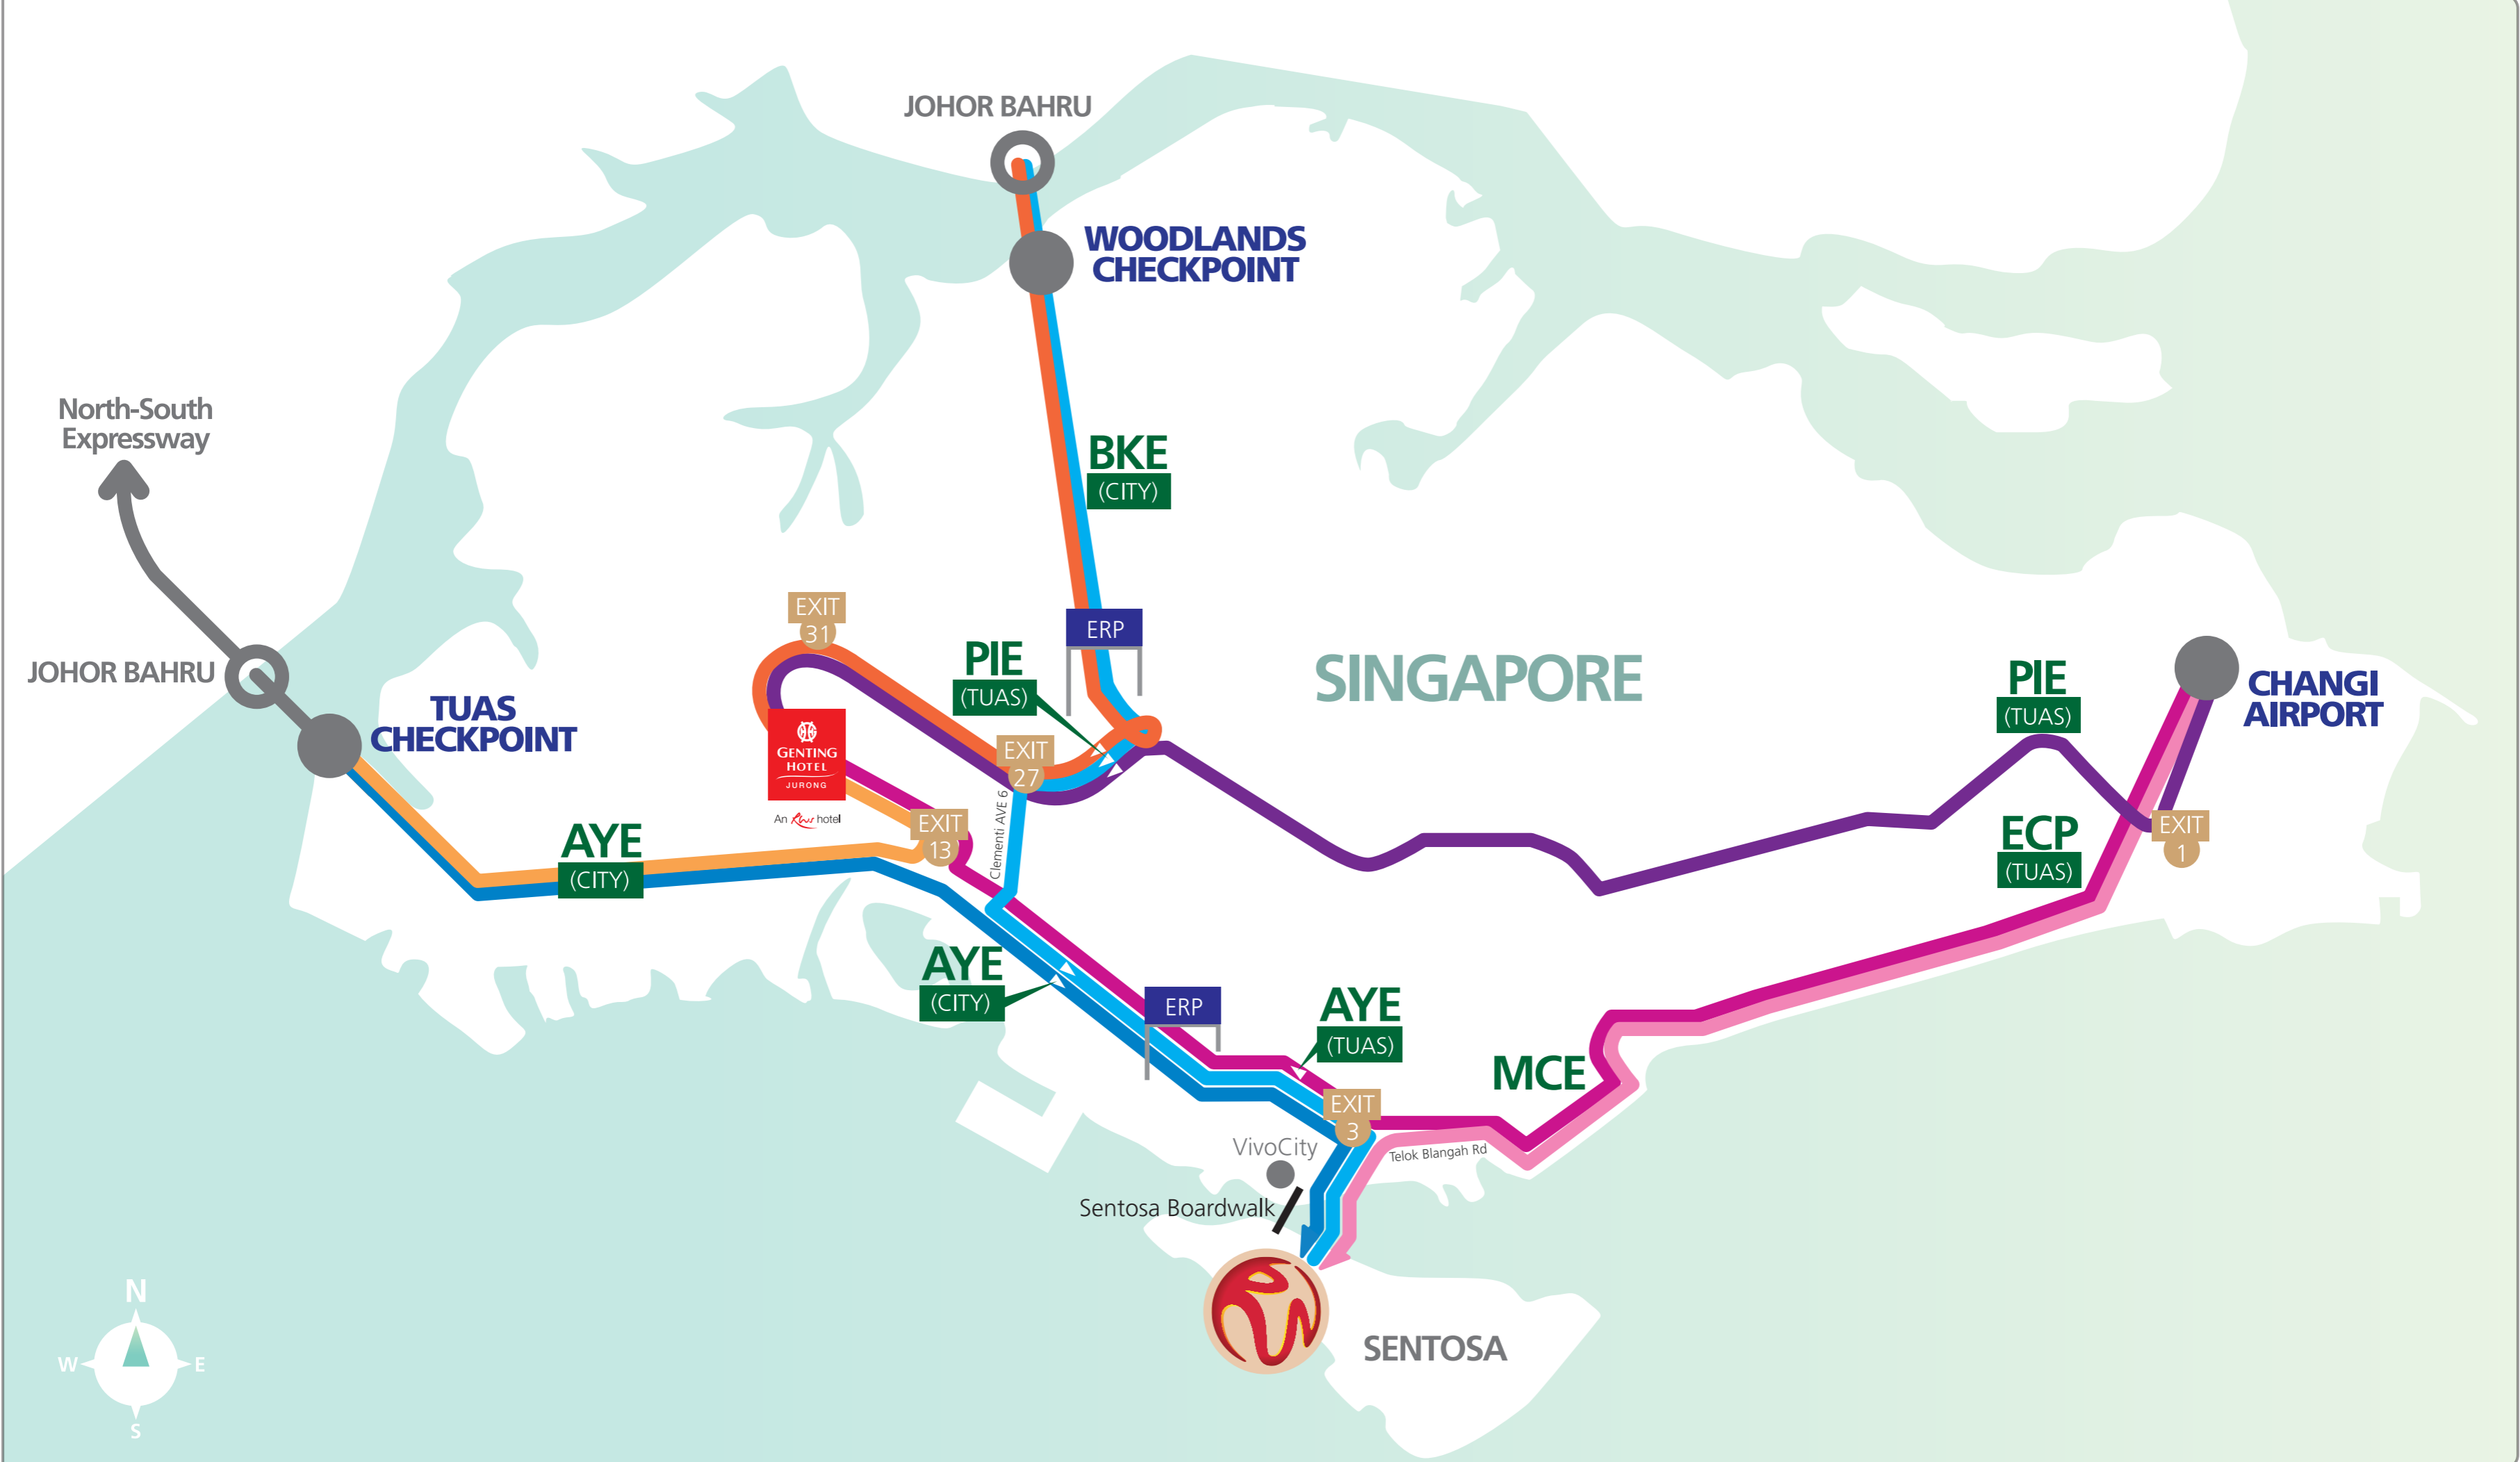 JOHOR BAHRU
WOODLANDS
CHECKPOINT
North-South
Expressway
BKE
(CITY)
EXIT
31
ERP
PIE
(TUAS)
SINGAPORE
JOHOR BAHRU
TUAS
CHECKPOINT
PIE
(TUAS)
CHANGI
AIRPORT
GENTING
HOTEL
JURONG
An RWS hotel
EXIT
27
Clementi AVE 6
EXIT
13
AYE
(CITY)
ECP
(TUAS)
EXIT
1
AYE
(CITY)
ERP
AYE
(TUAS)
MCE
EXIT
3
VivoCity
Telok Blangah Rd
Sentosa Boardwalk
SENTOSA
N
W
E
S